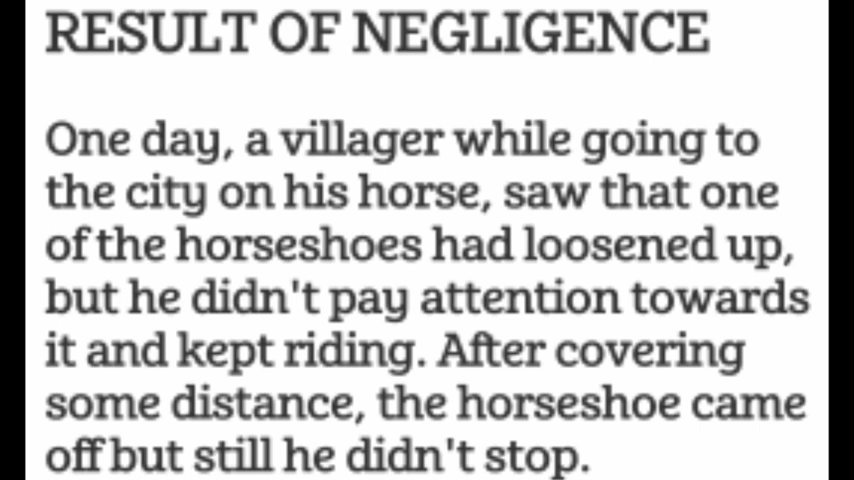 RESULT OF NEGLIGENCE
One day, a villager while going to
the city on his horse, saw that one
of the horseshoes had loosened up,
but he didn't pay attention towards
it and kept riding. After covering
some distance, the horseshoe came
off but still he didn't stop.